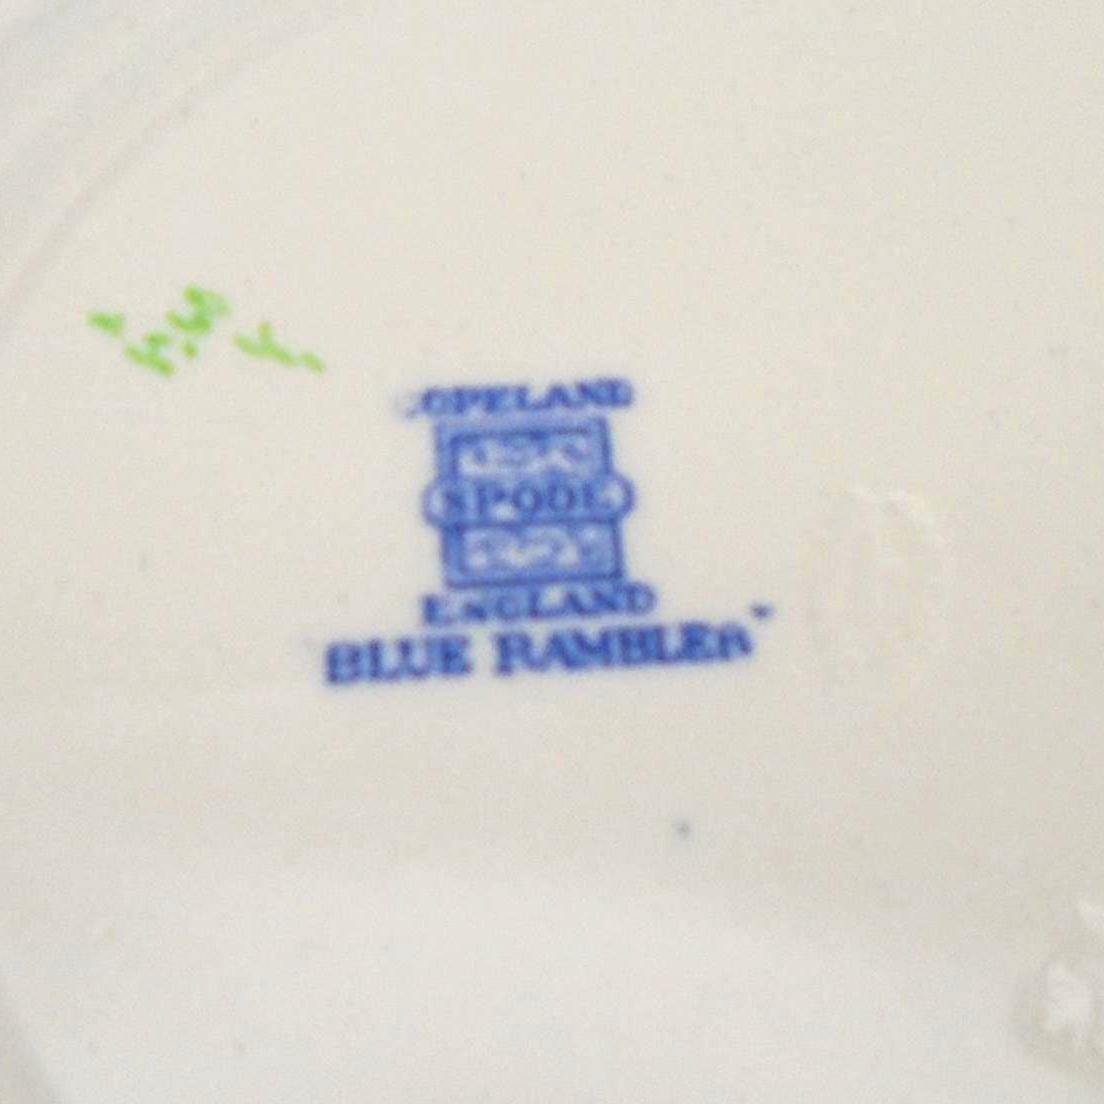 COPELAND
SPODE
ENGLAND
BLUE RAMBLER